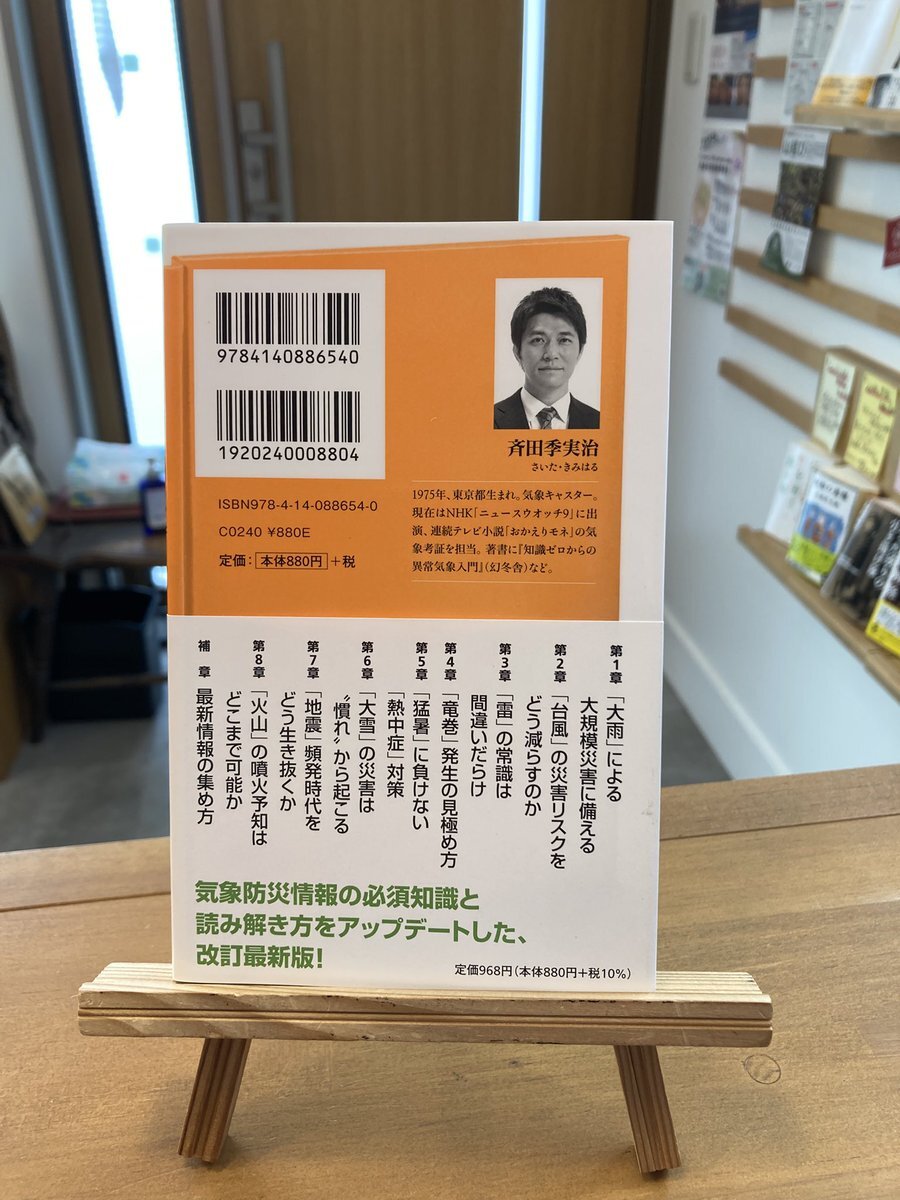 9784140886540
1920240008804
ISBN978-4-14-088654-0
C0240 ¥880E
定価：本体880円＋税
斉田季実治
さいた・きみはる
1975年、東京都生まれ。気象キャスター。
現在はNHK「ニュースウオッチ9」に出
演、連続テレビ小説「おかえりモネ」の気
象考証を担当。著書に『知識ゼロからの
異常気象入門』（幻冬舎）など。
第1章 「大雨」による
大規模災害に備える
第2章 「台風」の災害リスクを
どう減らすのか
第3章 「雷」の常識は
間違いだらけ
第4章 「竜巻」発生の見極め方
第5章 「猛暑」に負けない
「熱中症」対策
第6章 「大雪」の災害は
〝慣れ〟から起こる
第7章 「地震」頻発時代を
どう生き抜くか
第8章 「火山」の噴火予知は
どこまで可能か
補章 最新情報の集め方
気象防災情報の必須知識と
読み解き方をアップデートした、
改訂最新版！
定価968円（本体880円＋税10%）